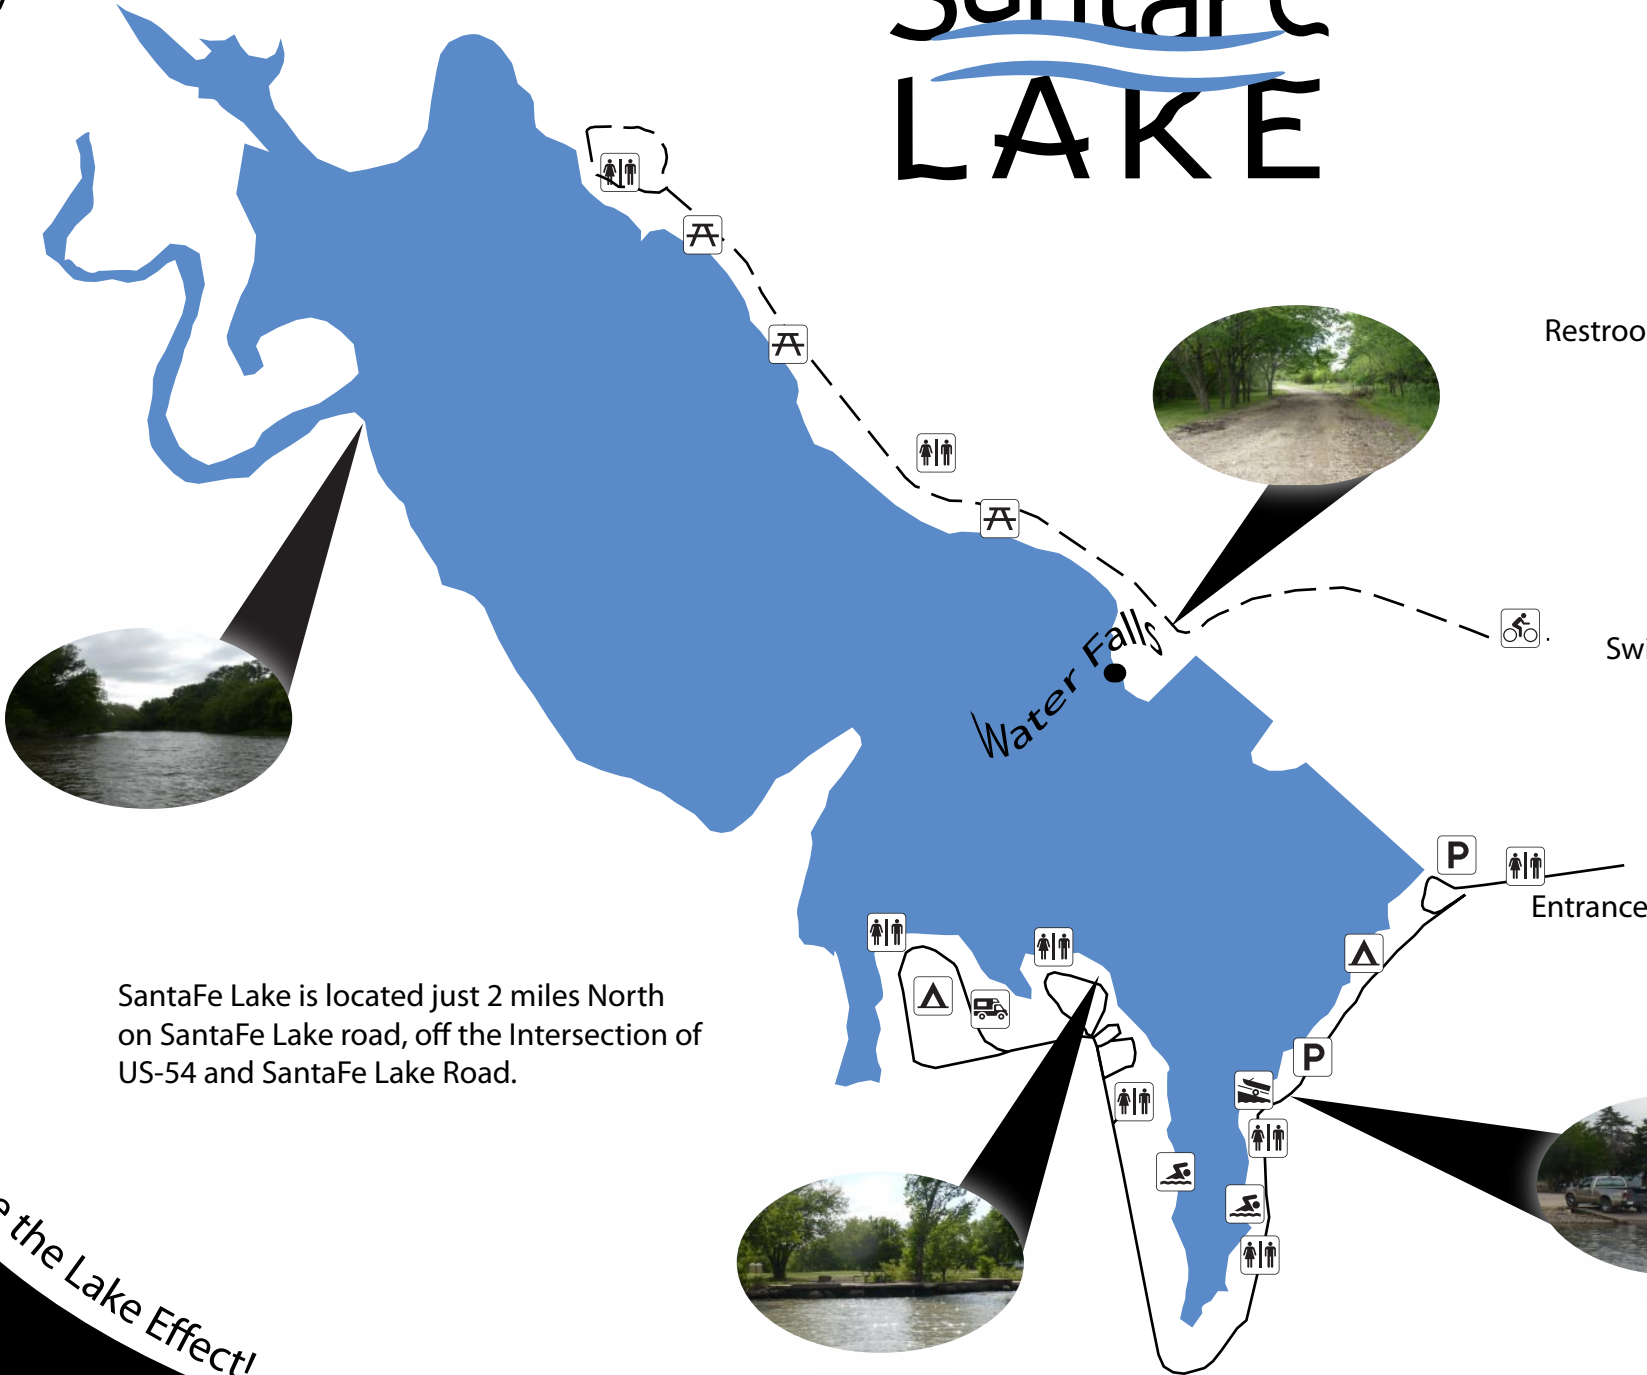 SantaFe
LAKE
Restroo
Water Falls
Swi
P
Entrance
SantaFe Lake is located just 2 miles North
on SantaFe Lake road, off the Intersection of
US-54 and SantaFe Lake Road.
P
e the Lake Effect!